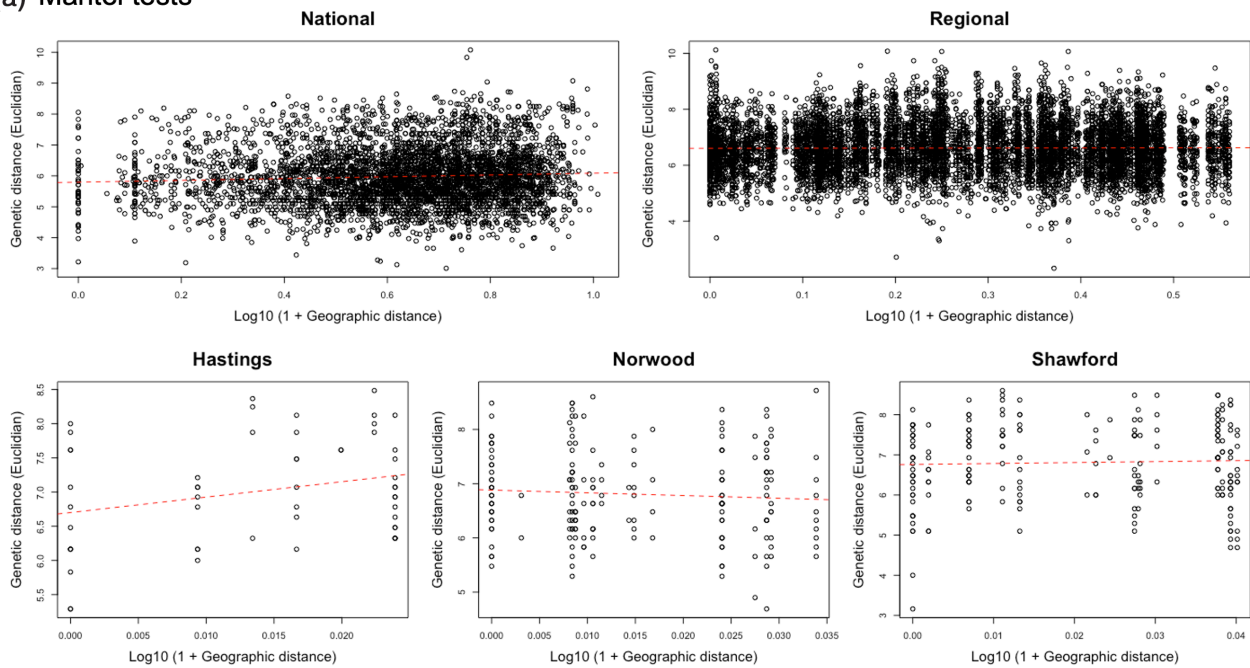 a) Mantel tests
National
Regional
Genetic distance (Euclidian)
10
9
8
7
6
5
4
3
0.0 0.2 0.4 0.6 0.8 1.0
Log10 (1 + Geographic distance)
Genetic distance (Euclidian)
10
8
6
4
0.0 0.1 0.2 0.3 0.4 0.5
Log10 (1 + Geographic distance)
Hastings
Norwood
Shawford
Genetic distance (Euclidian)
8.5
8.0
7.5
7.0
6.5
6.0
5.5
0.000 0.005 0.010 0.015 0.020
Log10 (1 + Geographic distance)
Genetic distance (Euclidian)
8
7
6
5
0.000 0.005 0.010 0.015 0.020 0.025 0.030 0.035
Log10 (1 + Geographic distance)
Genetic distance (Euclidian)
8
7
6
5
4
3
0.00 0.01 0.02 0.03 0.04
Log10 (1 + Geographic distance)